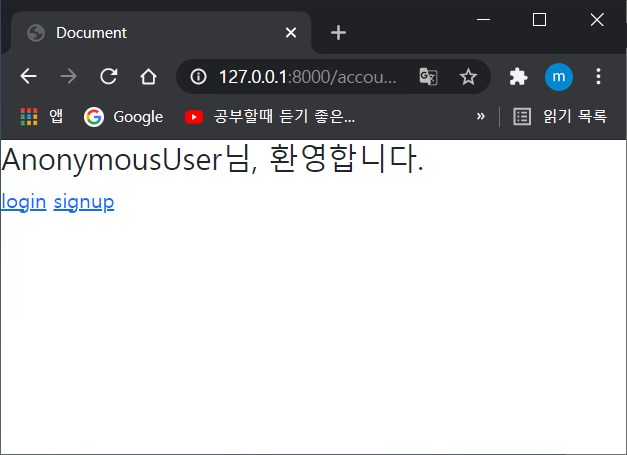 Document
127.0.0.1:8000/accou...
앱 Google 공부할때 듣기 좋은... » 읽기 목록
m
AnonymousUser님, 환영합니다.
login signup